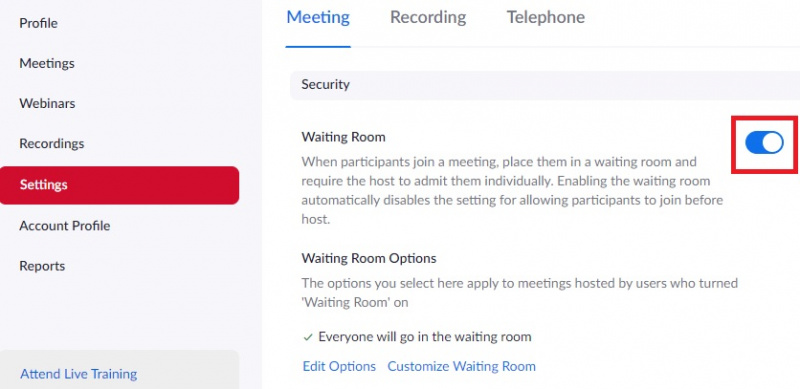 Profile
Meetings
Webinars
Recordings
Settings
Account Profile
Reports
Attend Live Training
Meeting
Recording
Telephone
Security
Waiting Room
When participants join a meeting, place them in a waiting room and
require the host to admit them individually. Enabling the waiting room
automatically disables the setting for allowing participants to join before
host.
Waiting Room Options
The options you select here apply to meetings hosted by users who turned
'Waiting Room' on
✓ Everyone will go in the waiting room
Edit Options Customize Waiting Room